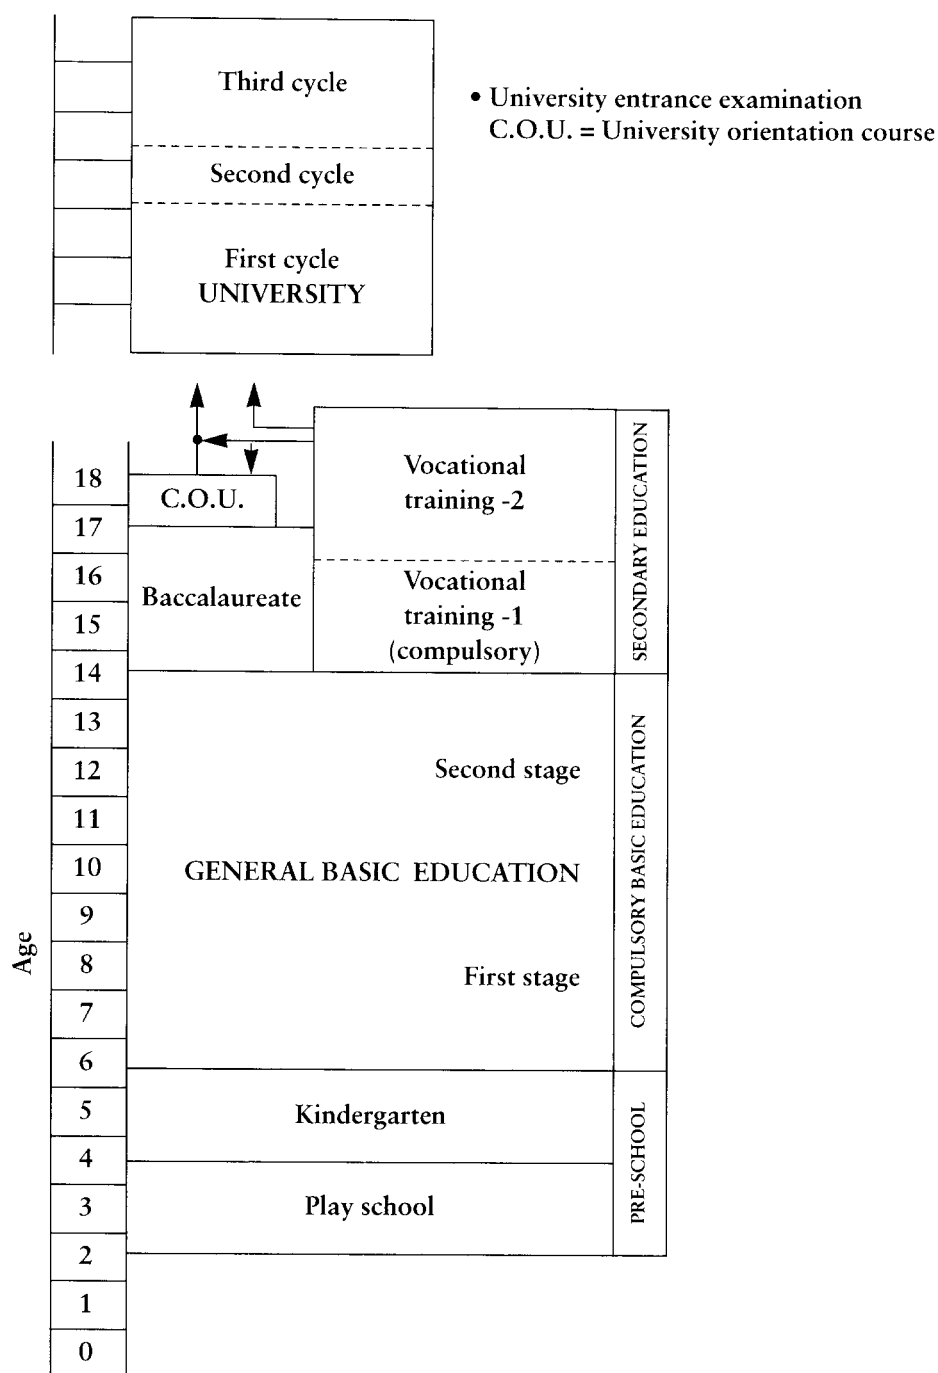 Third cycle
• University entrance examination
C.O.U. = University orientation course
Second cycle
First cycle
UNIVERSITY
Vocational
training -2
SECONDARY EDUCATION
18
C.O.U.
17
16
Baccalaureate
Vocational
training -1
(compulsory)
15
14
13
Second stage
12
COMPULSORY BASIC EDUCATION
11
10
GENERAL BASIC EDUCATION
9
Age
8
First stage
7
6
5
Kindergarten
4
PRE-SCHOOL
3
Play school
2
1
0